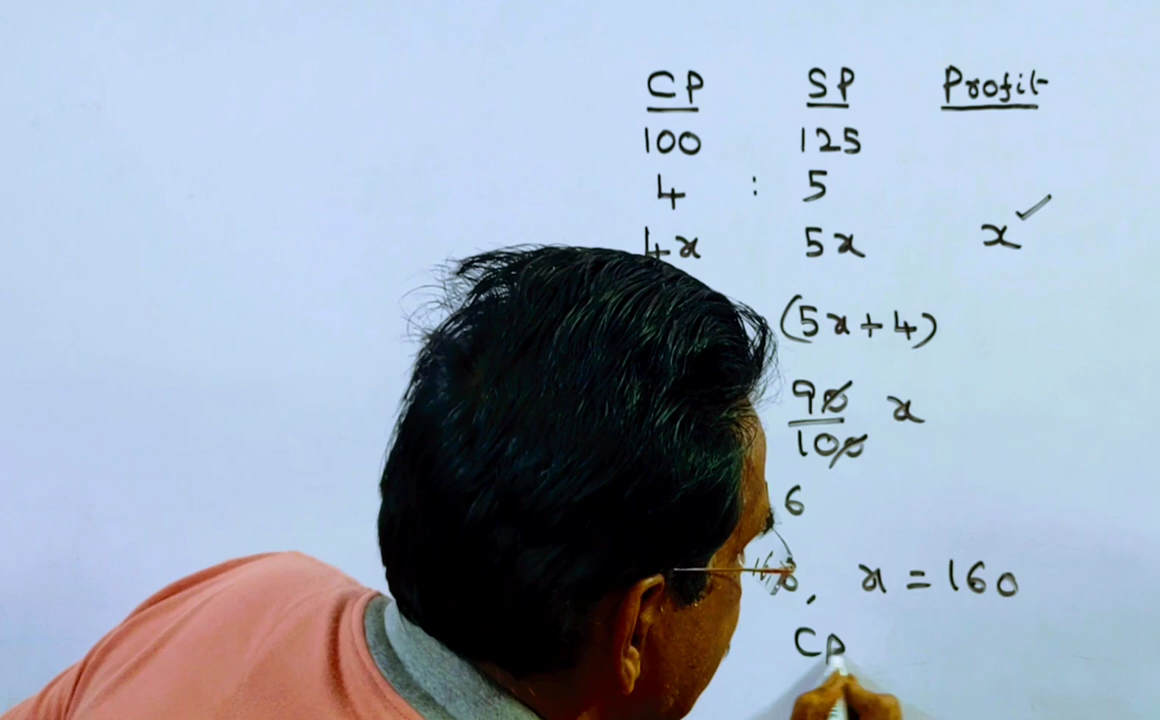 CP SP Profit
100 125
4 : 5
4x 5x x ✓
(5x+4)
90/100 x
6
x = 160
CP